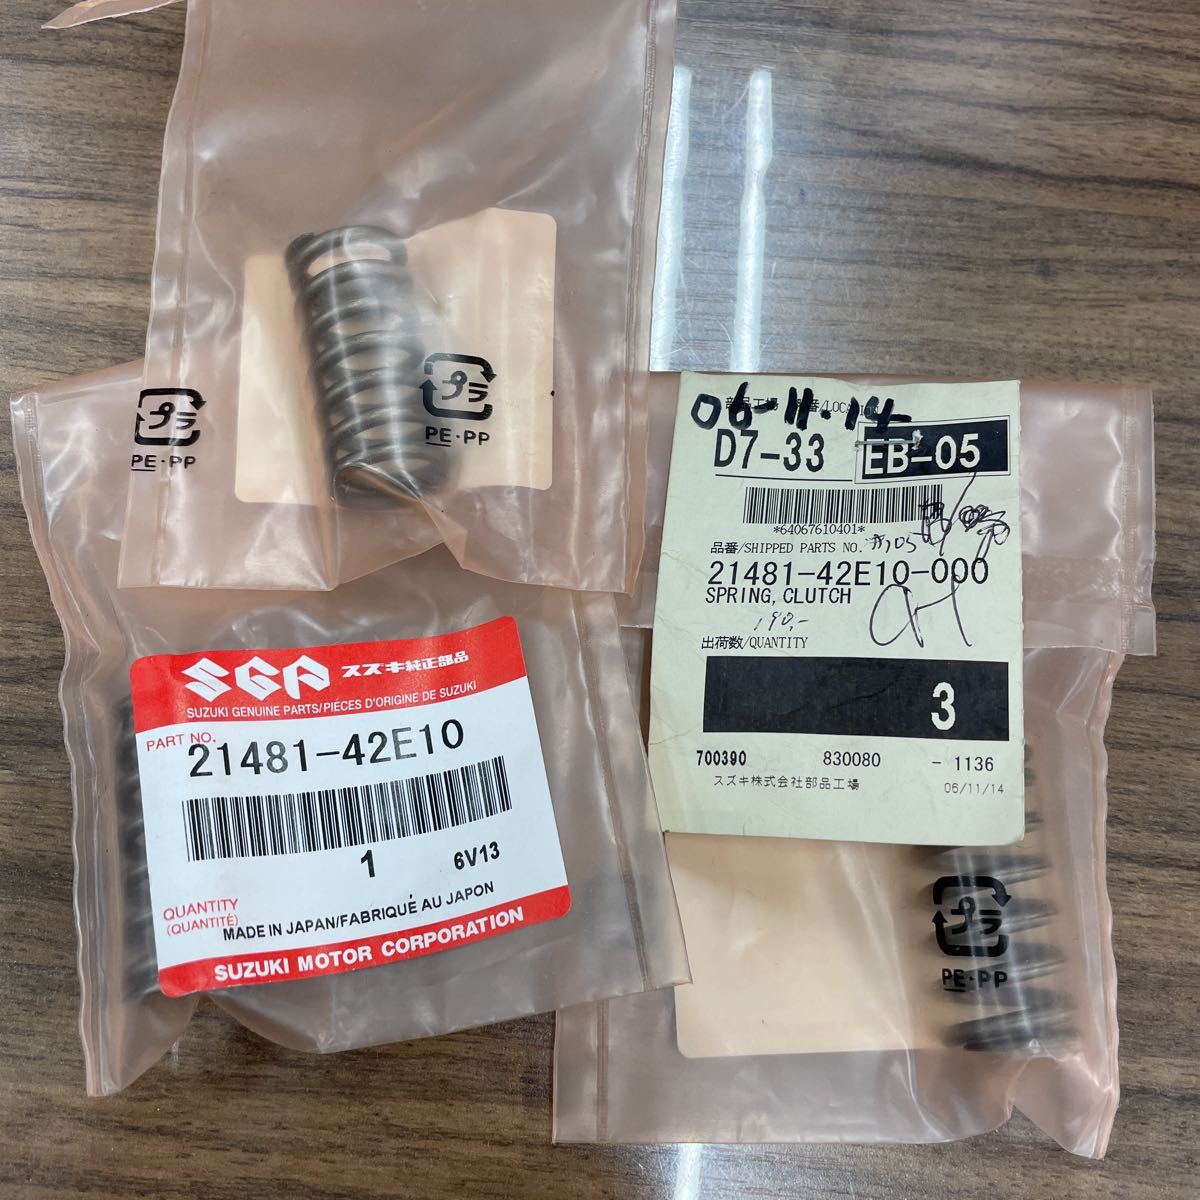 プラ
PE・PP
プラ
PE・PP
06-11-14
D7-33
EB-05
*64067610401*
品番/SHIPPED PARTS NO.
21481-42E10-000
SPRING, CLUTCH
190,-
出荷数/QUANTITY
3
700390 830080 - 1136
スズキ株式会社部品工場
06/11/14
SGP スズキ純正部品
SUZUKI GENUINE PARTS/PIÈCES D'ORIGINE DE SUZUKI
PART NO.
21481-42E10
1 6V13
QUANTITY
(QUANTITÉ)
MADE IN JAPAN/FABRIQUÉ AU JAPON
SUZUKI MOTOR CORPORATION
プラ
PE・PP